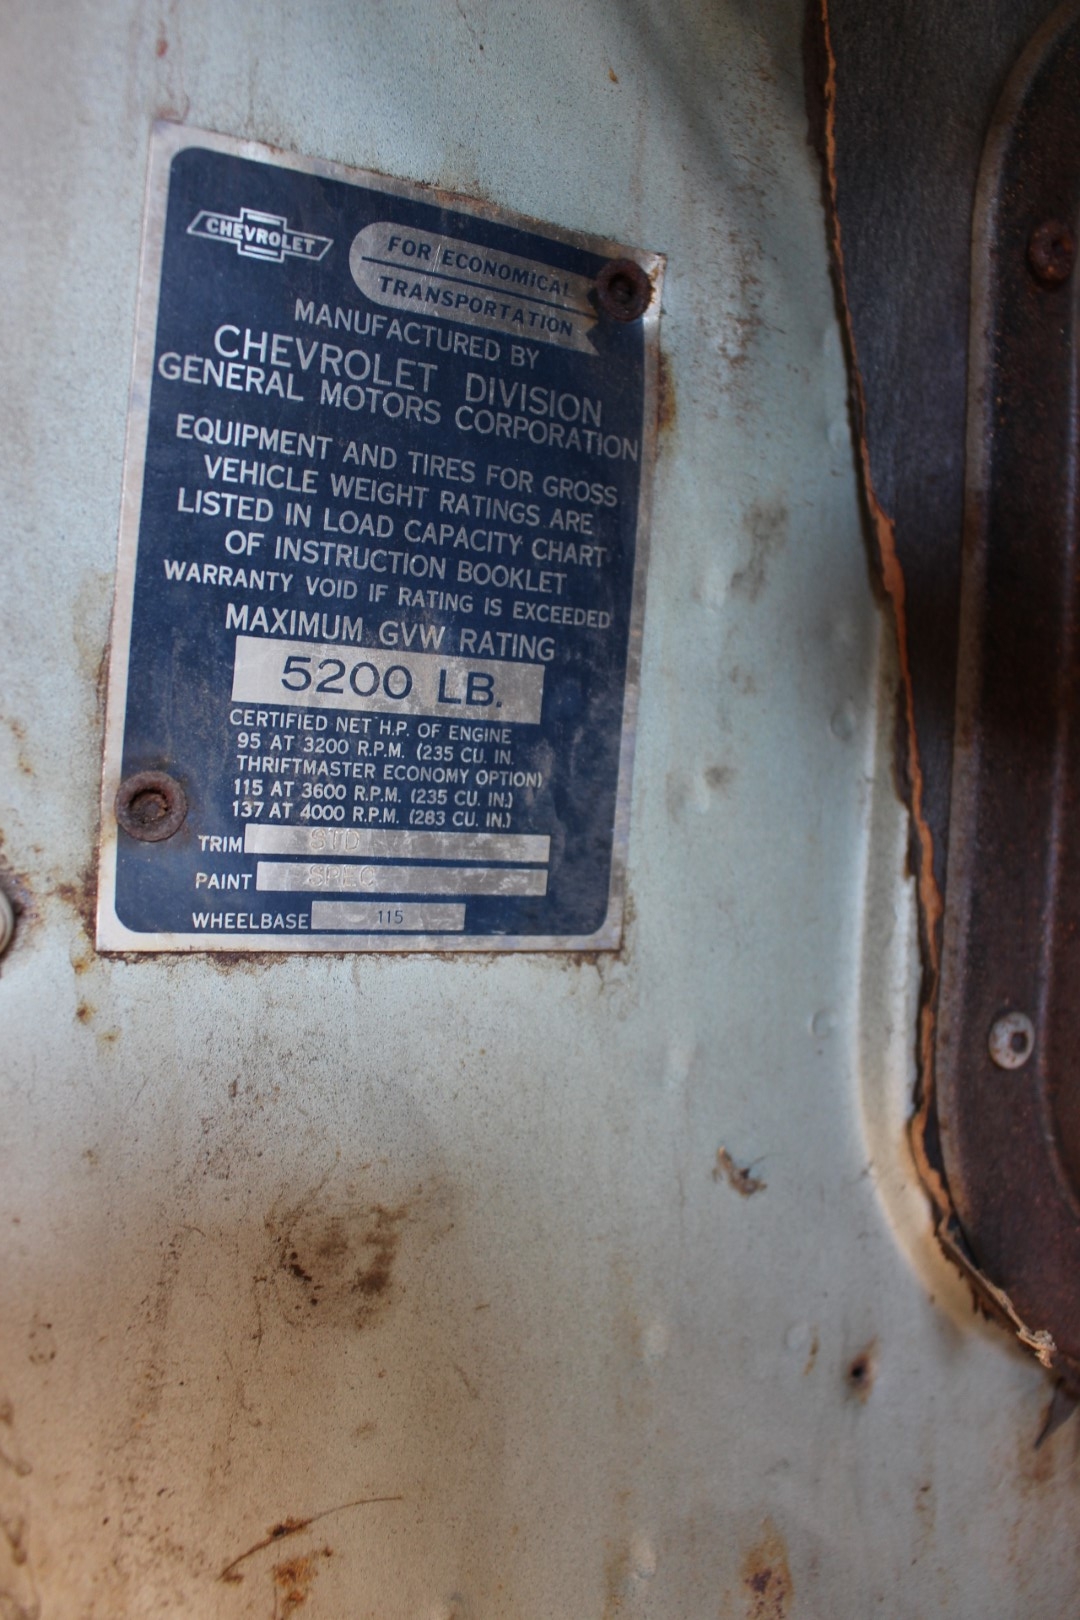 CHEVROLET
FOR ECONOMICAL
TRANSPORTATION
MANUFACTURED BY
CHEVROLET DIVISION
GENERAL MOTORS CORPORATION
EQUIPMENT AND TIRES FOR GROSS
VEHICLE WEIGHT RATINGS ARE
LISTED IN LOAD CAPACITY CHART
OF INSTRUCTION BOOKLET
WARRANTY VOID IF RATING IS EXCEEDED
MAXIMUM GVW RATING
5200 LB.
CERTIFIED NET H.P. OF ENGINE
95 AT 3200 R.P.M. (235 CU. IN.
THRIFTMASTER ECONOMY OPTION)
115 AT 3600 R.P.M. (235 CU. IN.)
137 AT 4000 R.P.M. (283 CU. IN.)
TRIM STD
PAINT SPEC
WHEELBASE 115